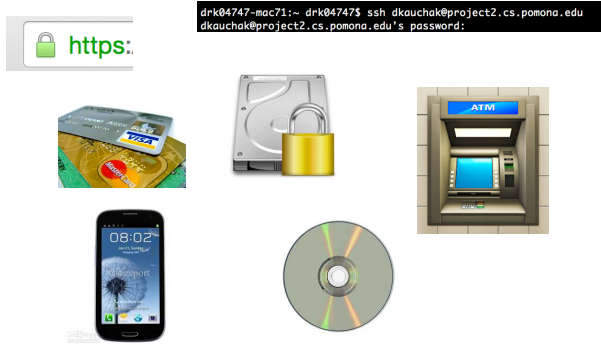 https:
drk04747-mac71:~ drk04747$ ssh dkauchak@project2.cs.pomona.edu
dkauchak@project2.cs.pomona.edu's password:
VISA
MasterCard
ATM
08:02